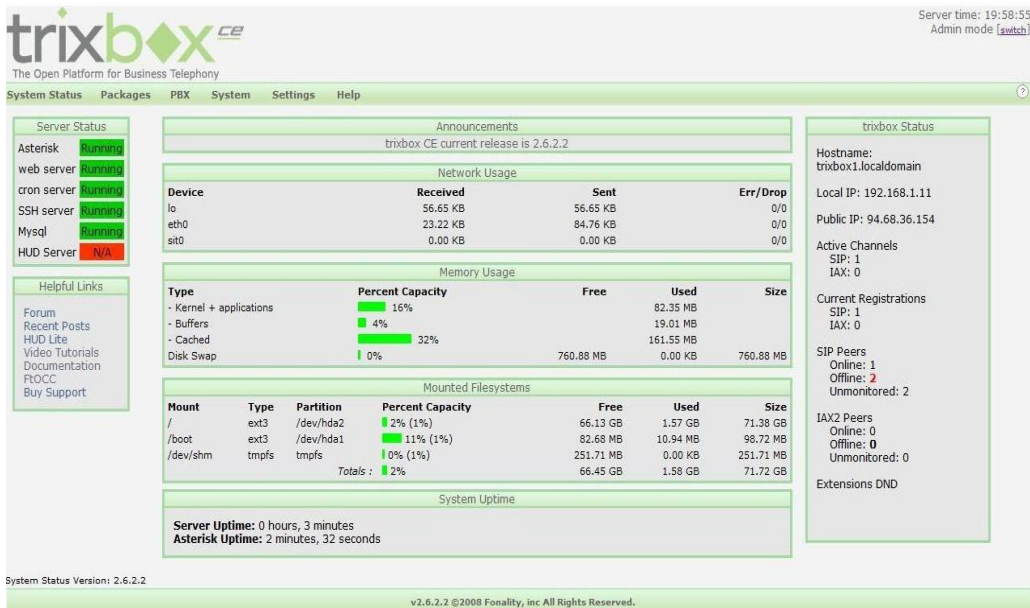 trixbox CE
The Open Platform for Business Telephony
Server time: 19:58:55
Admin mode [switch]
System Status Packages PBX System Settings Help
?
Server Status
Asterisk Running
web server Running
cron server Running
SSH server Running
Mysql Running
HUD Server N/A
Helpful Links
Forum
Recent Posts
HUD Lite
Video Tutorials
Documentation
FtOCC
Buy Support
Announcements
trixbox CE current release is 2.6.2.2
Network Usage
Device Received Sent Err/Drop
lo 56.65 KB 56.65 KB 0/0
eth0 23.22 KB 84.76 KB 0/0
sit0 0.00 KB 0.00 KB 0/0
Memory Usage
Type Percent Capacity Free Used Size
- Kernel + applications 16% 82.35 MB
- Buffers 4% 19.01 MB
- Cached 32% 161.55 MB
Disk Swap 0% 760.88 MB 0.00 KB 760.88 MB
Mounted Filesystems
Mount Type Partition Percent Capacity Free Used Size
/ ext3 /dev/hda2 2% (1%) 66.13 GB 1.57 GB 71.38 GB
/boot ext3 /dev/hda1 11% (1%) 82.68 MB 10.94 MB 98.72 MB
/dev/shm tmpfs tmpfs 0% (1%) 251.71 MB 0.00 KB 251.71 MB
Totals : 2% 66.45 GB 1.58 GB 71.72 GB
System Uptime
Server Uptime: 0 hours, 3 minutes
Asterisk Uptime: 2 minutes, 32 seconds
trixbox Status
Hostname:
trixbox1.localdomain
Local IP: 192.168.1.11
Public IP: 94.68.36.154
Active Channels
SIP: 1
IAX: 0
Current Registrations
SIP: 1
IAX: 0
SIP Peers
Online: 1
Offline: 2
Unmonitored: 2
IAX2 Peers
Online: 0
Offline: 0
Unmonitored: 0
Extensions DND
System Status Version: 2.6.2.2
v2.6.2.2 ©2008 Fonality, inc All Rights Reserved.